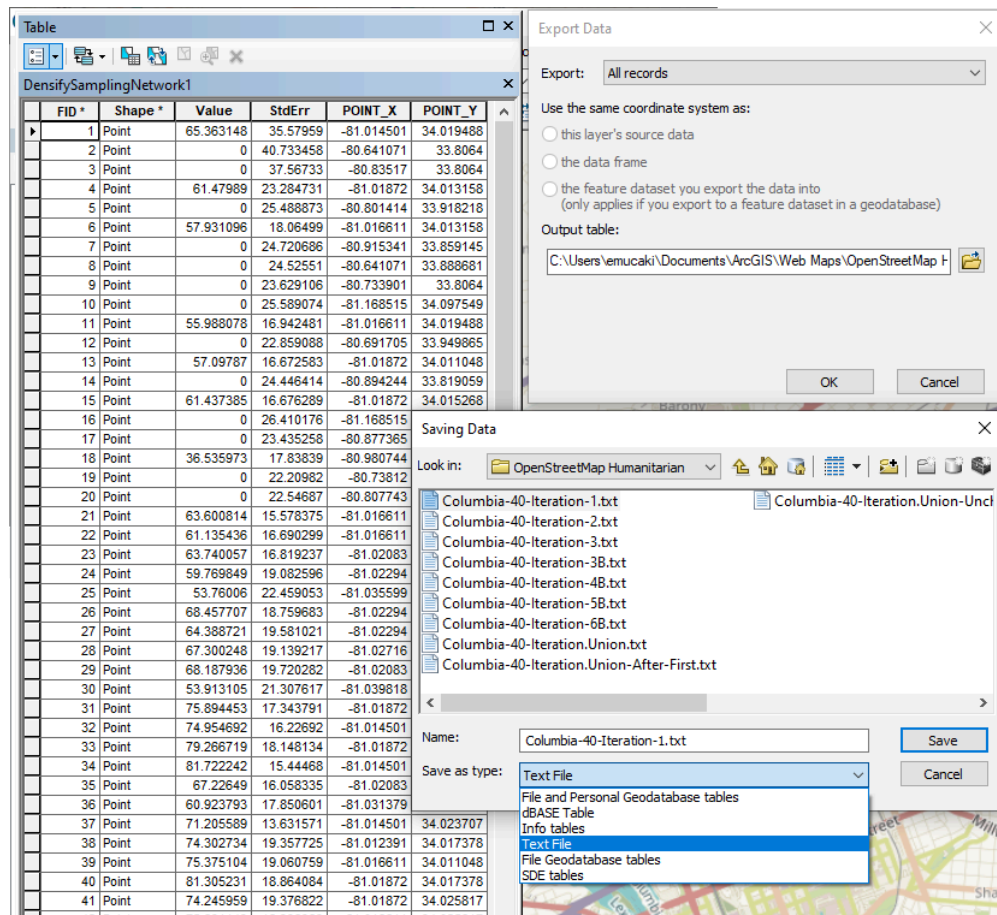 Table
DensifySamplingNetwork1
FID * Shape * Value StdErr POINT_X POINT_Y
1 Point 65.363148 35.57959 -81.014501 34.019488
2 Point 0 40.733458 -80.641071 33.8064
3 Point 0 37.56733 -80.83517 33.8064
4 Point 61.47989 23.284731 -81.01872 34.013158
5 Point 0 25.488873 -80.801414 33.918218
6 Point 57.931096 18.06499 -81.016611 34.013158
7 Point 0 24.720686 -80.915341 33.859145
8 Point 0 24.52551 -80.641071 33.888681
9 Point 0 23.629106 -80.733901 33.8064
10 Point 0 25.589074 -81.168515 34.097549
11 Point 55.988078 16.942481 -81.016611 34.019488
12 Point 0 22.859088 -80.691705 33.949865
13 Point 57.09787 16.672583 -81.01872 34.011048
14 Point 0 24.446414 -80.894244 33.819059
15 Point 61.437385 16.676289 -81.01872 34.015268
16 Point 0 26.410176 -81.168515
17 Point 0 23.435258 -80.877365
18 Point 36.535973 17.83839 -80.980744
19 Point 0 22.20982 -80.73812
20 Point 0 22.54687 -80.807743
21 Point 63.600814 15.578375 -81.016611
22 Point 61.135436 16.690299 -81.016611
23 Point 63.740057 16.819237 -81.02083
24 Point 59.769849 19.082596 -81.02294
25 Point 53.76006 22.459053 -81.035599
26 Point 68.457707 18.759683 -81.02294
27 Point 64.388721 19.581021 -81.02294
28 Point 67.300248 19.139217 -81.02716
29 Point 68.187936 19.720282 -81.02083
30 Point 53.913105 21.307617 -81.039818
31 Point 75.894453 17.343791 -81.01872
32 Point 74.954692 16.22692 -81.014501
33 Point 79.266719 18.148134 -81.01872
34 Point 81.722242 15.44468 -81.014501
35 Point 67.22649 16.058335 -81.02083
36 Point 60.923793 17.850601 -81.031379
37 Point 71.205589 13.631571 -81.014501 34.023707
38 Point 74.302734 19.357725 -81.012391 34.017378
39 Point 75.375104 19.060759 -81.016611 34.011048
40 Point 81.305231 18.864084 -81.01872 34.017378
41 Point 74.245959 19.376822 -81.01872 34.025817
Export Data
Export: All records
Use the same coordinate system as:
this layer's source data
the data frame
the feature dataset you export the data into
(only applies if you export to a feature dataset in a geodatabase)
Output table:
C:\Users\emucaki\Documents\ArcGIS\Web Maps\OpenStreetMap H
OK Cancel
Barony
Saving Data
Look in: OpenStreetMap Humanitarian
Columbia-40-Iteration-1.txt Columbia-40-Iteration.Union-Uncl
Columbia-40-Iteration-2.txt
Columbia-40-Iteration-3.txt
Columbia-40-Iteration-3B.txt
Columbia-40-Iteration-4B.txt
Columbia-40-Iteration-5B.txt
Columbia-40-Iteration-6B.txt
Columbia-40-Iteration.Union.txt
Columbia-40-Iteration.Union-After-First.txt
Name: Columbia-40-Iteration-1.txt Save
Save as type: Text File Cancel
File and Personal Geodatabase tables
dBASE Table
Info tables
Text File
File Geodatabase tables
SDE tables